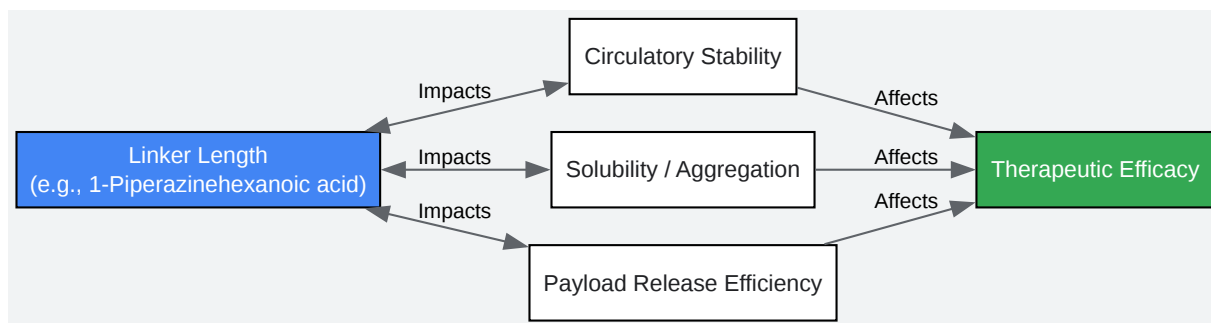 Circulatory Stability
Impacts
Affects
Linker Length
(e.g., 1-Piperazinehexanoic acid)
Impacts
Solubility / Aggregation
Affects
Therapeutic Efficacy
Impacts
Affects
Payload Release Efficiency